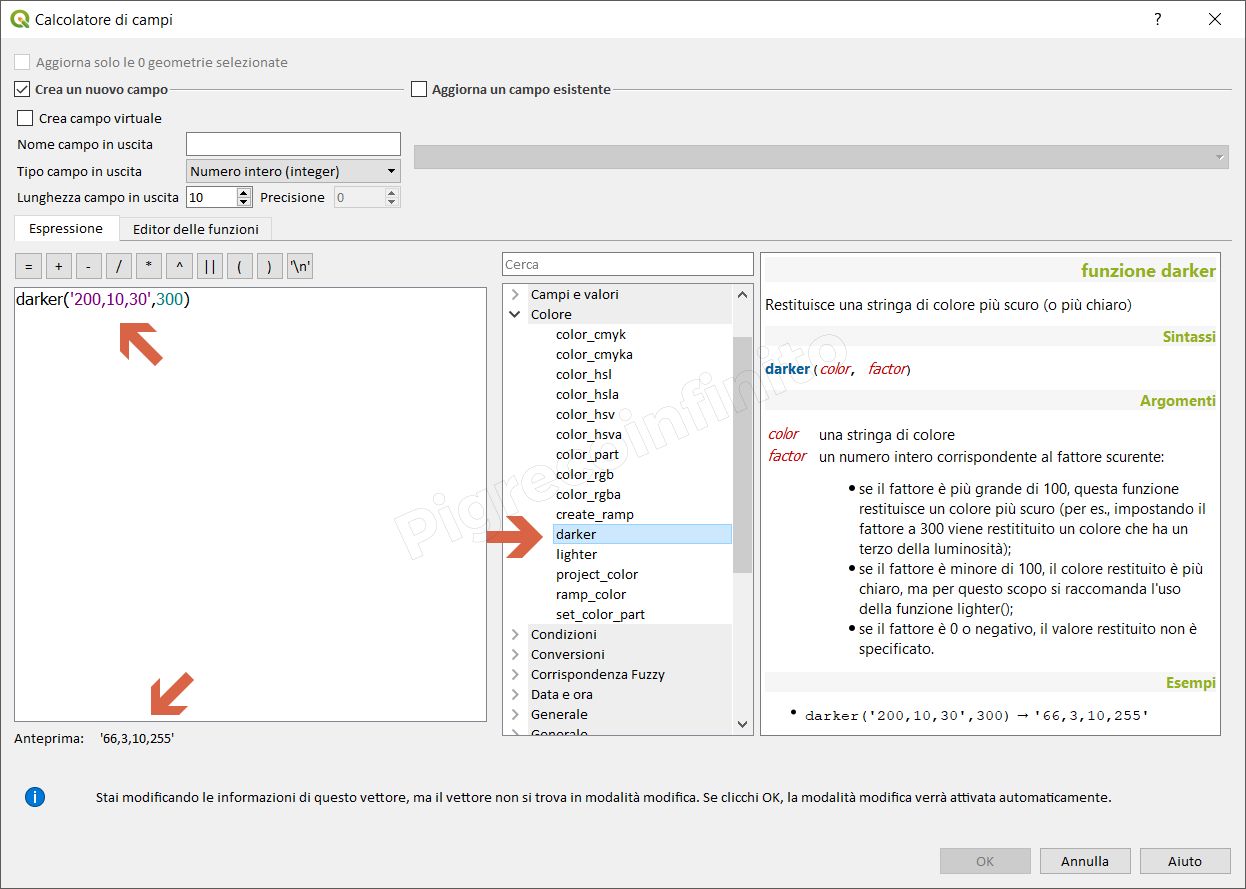 Calcolatore di campi
?
Aggiorna solo le 0 geometrie selezionate
Crea un nuovo campo
Aggiorna un campo esistente
Crea campo virtuale
Nome campo in uscita
Tipo campo in uscita Numero intero (integer)
Lunghezza campo in uscita 10 Precisione 0
Espressione Editor delle funzioni
= + - / * ^ || ( ) '\n'
darker('200,10,30',300)
Anteprima: '66,3,10,255'
Cerca
Campi e valori
Colore
color_cmyk
color_cmyka
color_hsl
color_hsla
color_hsv
color_hsva
color_part
color_rgb
color_rgba
create_ramp
darker
lighter
project_color
ramp_color
set_color_part
Condizioni
Conversioni
Corrispondenza Fuzzy
Data e ora
Generale
Generale
funzione darker
Restituisce una stringa di colore più scuro (o più chiaro)
Sintassi
darker(color, factor)
Argomenti
color una stringa di colore
factor un numero intero corrispondente al fattore scurente:
• se il fattore è più grande di 100, questa funzione
restituisce un colore più scuro (per es., impostando il
fattore a 300 viene restitituito un colore che ha un
terzo della luminosità);
• se il fattore è minore di 100, il colore restituito è più
chiaro, ma per questo scopo si raccomanda l'uso
della funzione lighter();
• se il fattore è 0 o negativo, il valore restituito non è
specificato.
Esempi
• darker('200,10,30',300) → '66,3,10,255'
Pigrecoinfinito
i
Stai modificando le informazioni di questo vettore, ma il vettore non si trova in modalità modifica. Se clicchi OK, la modalità modifica verrà attivata automaticamente.
OK Annulla Aiuto